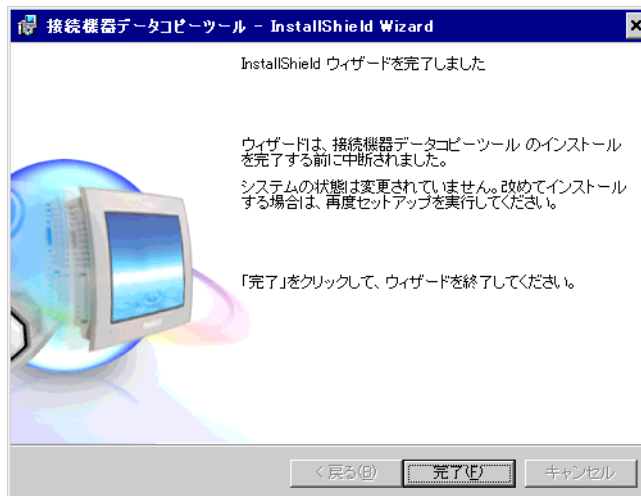 接続機器データコピーツール - InstallShield Wizard
InstallShield ウィザードを完了しました
ウィザードは、接続機器データコピーツール のインストール
を完了する前に中断されました。
システムの状態は変更されていません。改めてインストール
する場合は、再度セットアップを実行してください。
「完了」をクリックして、ウィザードを終了してください。
< 戻る(B)
完了(F)
キャンセル